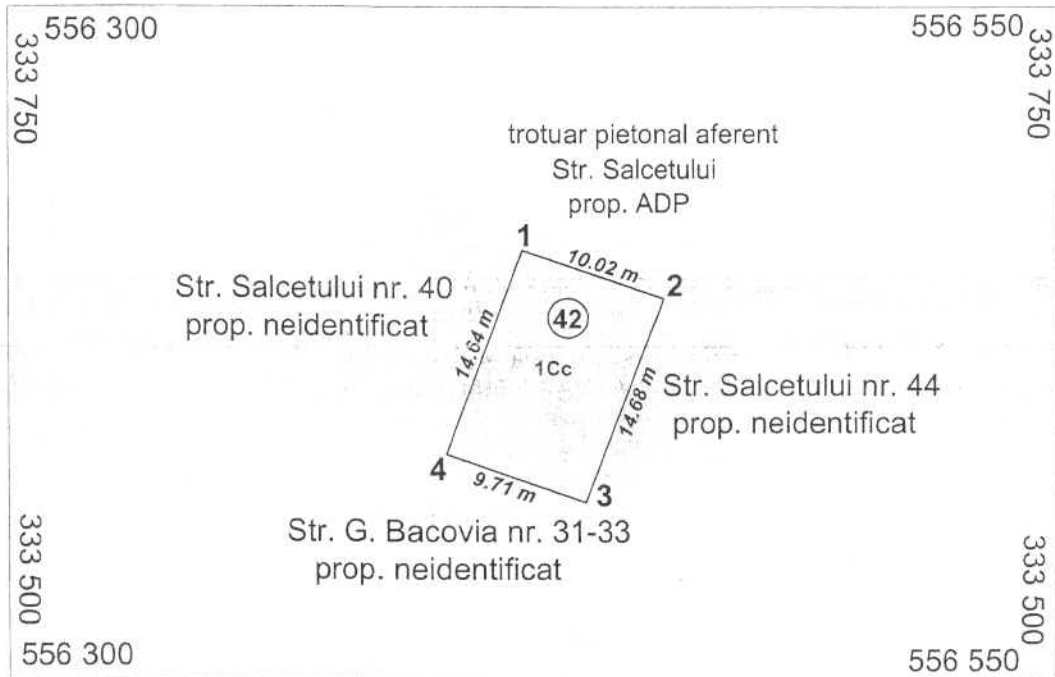 556 300
556 550
333 750
333 750
trotuar pietonal aferent
Str. Salcetului
prop. ADP
1
10.02 m
2
Str. Salcetului nr. 40
prop. neidentificat
42
14.64 m
1Cc
14.68 m
Str. Salcetului nr. 44
prop. neidentificat
4
9.71 m
3
Str. G. Bacovia nr. 31-33
prop. neidentificat
333 500
333 500
556 300
556 550